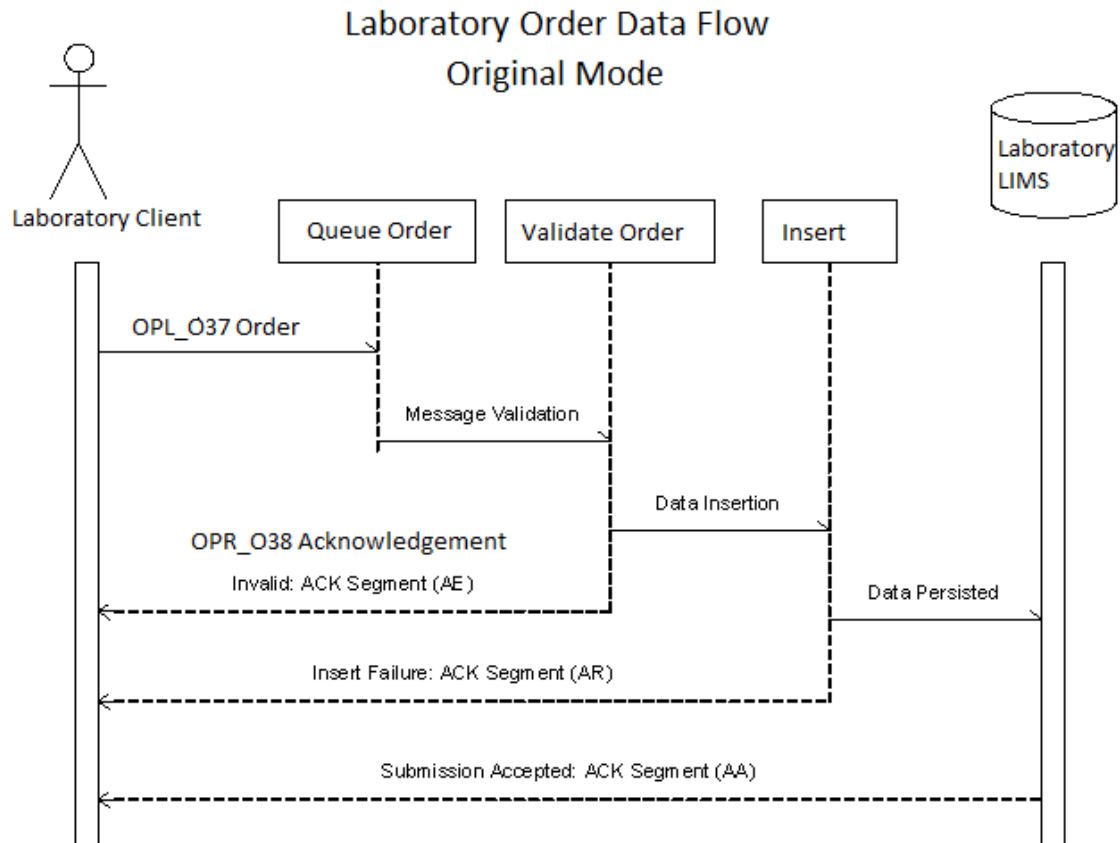 Laboratory Order Data Flow
Original Mode
Laboratory
LIMS
Laboratory Client
Queue Order
Validate Order
Insert
OPL_O37 Order
Message Validation
Data Insertion
OPR_O38 Acknowledgement
Invalid: ACK Segment (AE)
Data Persisted
Insert Failure: ACK Segment (AR)
Submission Accepted: ACK Segment (AA)